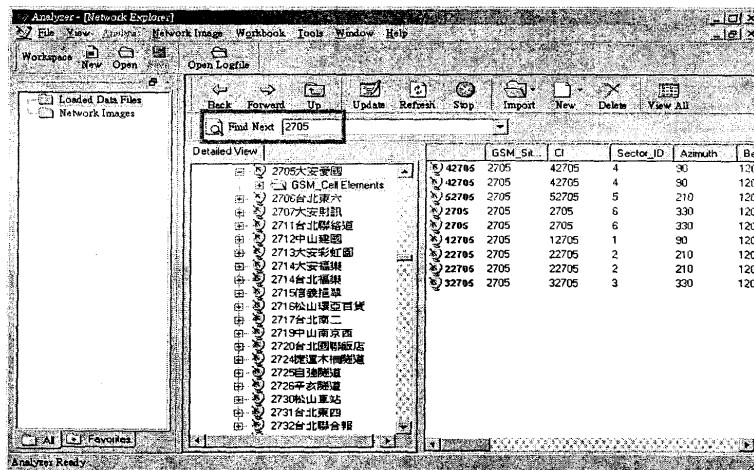 Analyzer - [Network Explorer]
File View Analysis Network Image Workbook Tools Window Help
Workspace New Open Save Open Logfile
Loaded Data Files
Network Images
Back Forward Up Update Refresh Stop Import New Delete View All
Find Next 2705
Detailed View
2705大安愛國
GSM_Cell Elements
2706台北東六
2707大安財訊
2711台北聯絡道
2712中山建國
2713大安彩虹園
2714大安福樂
2714台北福樂
2715信義
2716松山環亞百貨
2717台北南二
2719中山南京西
2720台北國聯飯店
2724捷運木柵隧道
2725自強隧道
2726辛亥隧道
2730松山車站
2731台北東四
2732台北聯合報
GSM_Sit... CI Sector_ID Azimuth Be
42705 2705 42705 4 90 120
42705 2705 42705 4 90 120
52705 2705 52705 5 210 120
2705 2705 2705 6 330 120
2705 2705 2705 6 330 120
12705 2705 12705 1 90 120
22705 2705 22705 2 210 120
22705 2705 22705 2 210 120
32705 2705 32705 3 330 120
All Favorites
Analyzer Ready